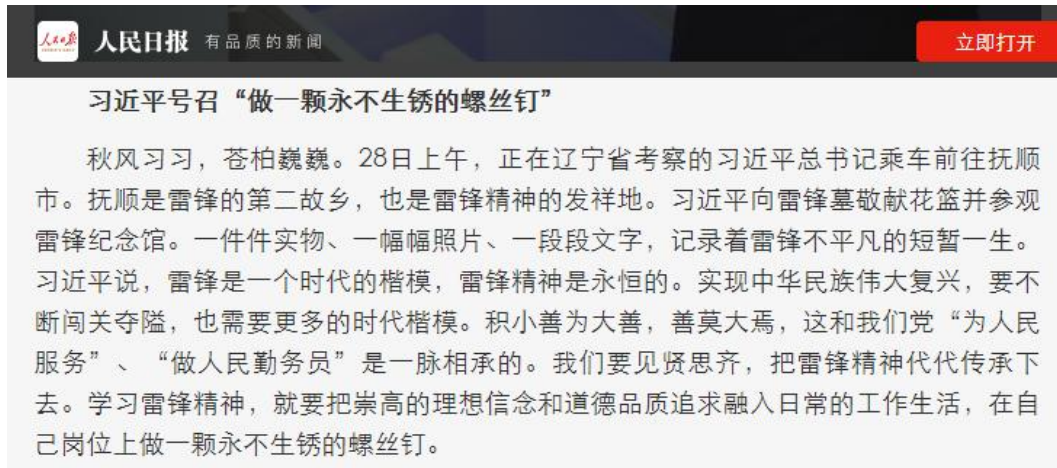 人民日报 人民日报 有品质的新闻 立即打开
习近平号召“做一颗永不生锈的螺丝钉”
秋风习习，苍柏巍巍。28日上午，正在辽宁省考察的习近平总书记乘车前往抚顺
市。抚顺是雷锋的第二故乡，也是雷锋精神的发祥地。习近平向雷锋墓敬献花篮并参观
雷锋纪念馆。一件件实物、一幅幅照片、一段段文字，记录着雷锋不平凡的短暂一生。
习近平说，雷锋是一个时代的楷模，雷锋精神是永恒的。实现中华民族伟大复兴，要不
断闯关夺隘，也需要更多的时代楷模。积小善为大善，善莫大焉，这和我们党“为人民
服务”、“做人民勤务员”是一脉相承的。我们要见贤思齐，把雷锋精神代代传承下
去。学习雷锋精神，就要把崇高的理想信念和道德品质追求融入日常的工作生活，在自
己岗位上做一颗永不生锈的螺丝钉。